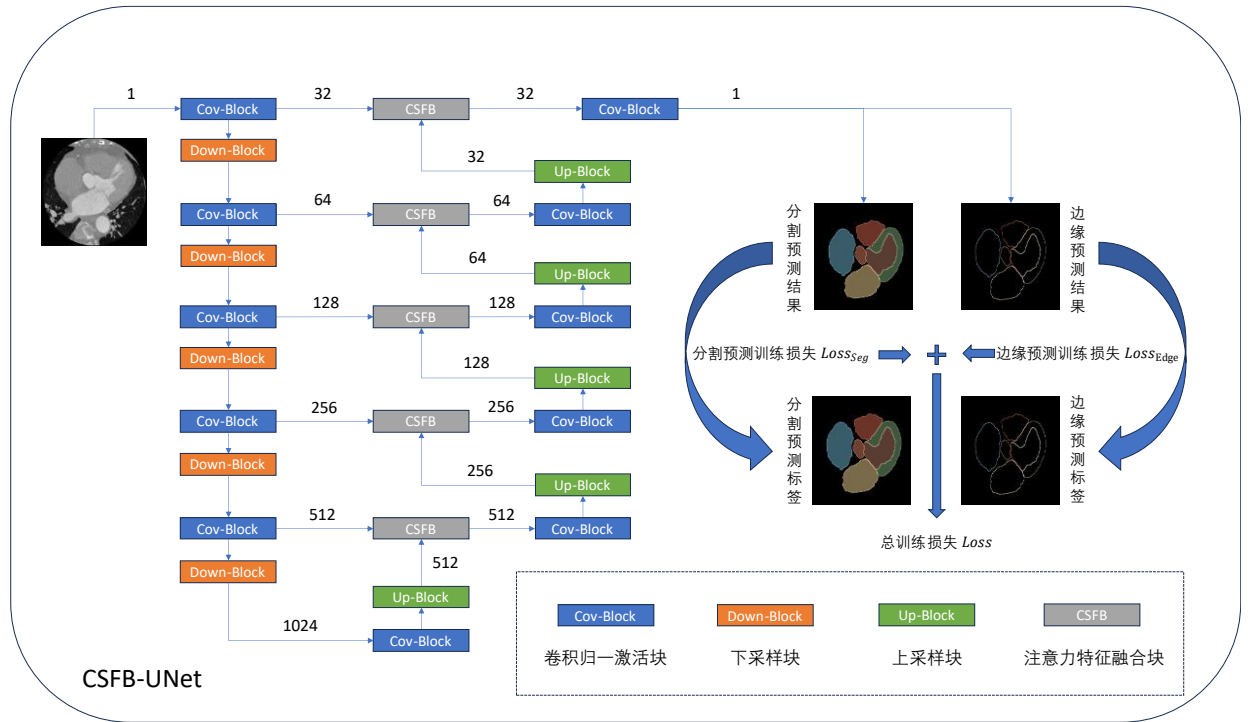 1
Cov-Block
32
CSFB
32
Cov-Block
1
Down-Block
32
Up-Block
Cov-Block
64
CSFB
64
Cov-Block
Down-Block
64
Up-Block
Cov-Block
128
CSFB
128
Cov-Block
Down-Block
128
Up-Block
Cov-Block
256
CSFB
256
Cov-Block
Down-Block
256
Up-Block
Cov-Block
512
CSFB
512
Cov-Block
Down-Block
512
Up-Block
1024
Cov-Block
CSFB-UNet
分割预测结果
边缘预测结果
分割预测训练损失 Loss_Seg
+
边缘预测训练损失 Loss_Edge
分割预测标签
边缘预测标签
总训练损失 Loss
Cov-Block
Down-Block
Up-Block
CSFB
卷积归一激活块
下采样块
上采样块
注意力特征融合块